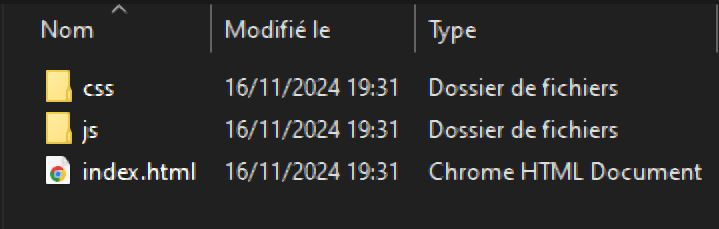 Nom Modifié le Type
css 16/11/2024 19:31 Dossier de fichiers
js 16/11/2024 19:31 Dossier de fichiers
index.html 16/11/2024 19:31 Chrome HTML Document